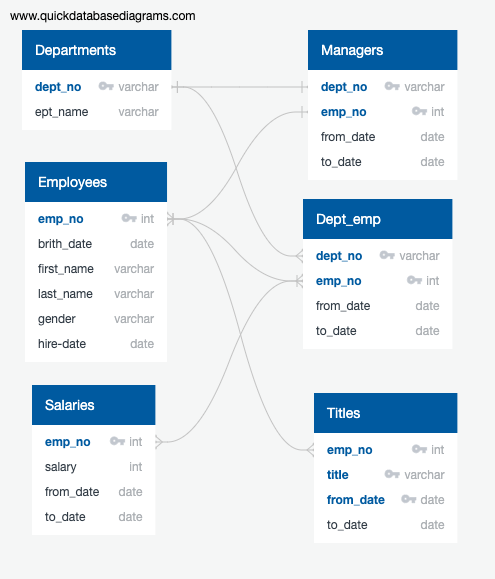 www.quickdatabasediagrams.com
Departments
dept_no varchar
ept_name varchar
Managers
dept_no varchar
emp_no int
from_date date
to_date date
Employees
emp_no int
brith_date date
first_name varchar
last_name varchar
gender varchar
hire-date date
Dept_emp
dept_no varchar
emp_no int
from_date date
to_date date
Salaries
emp_no int
salary int
from_date date
to_date date
Titles
emp_no int
title varchar
from_date date
to_date date